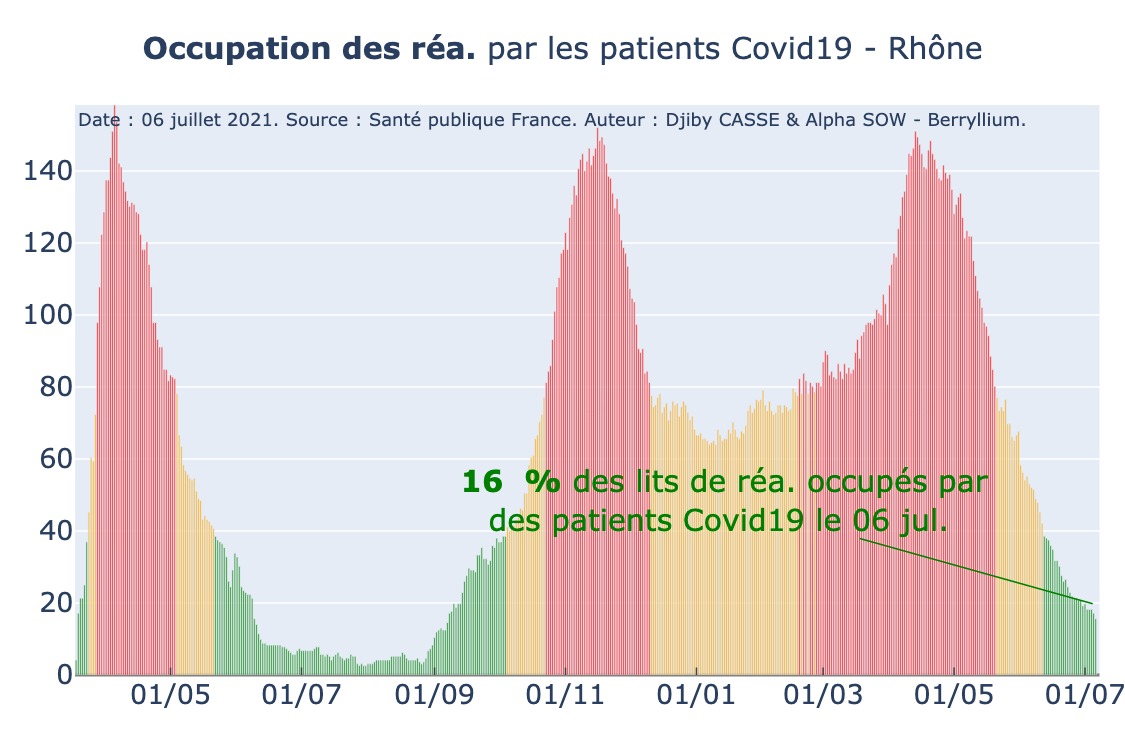 Occupation des réa. par les patients Covid19 - Rhône
Date : 06 juillet 2021. Source : Santé publique France. Auteur : Djiby CASSE & Alpha SOW - Berryllium.
140
120
100
80
60
40
20
0
16 % des lits de réa. occupés par
des patients Covid19 le 06 jul.
01/05 01/07 01/09 01/11 01/01 01/03 01/05 01/07